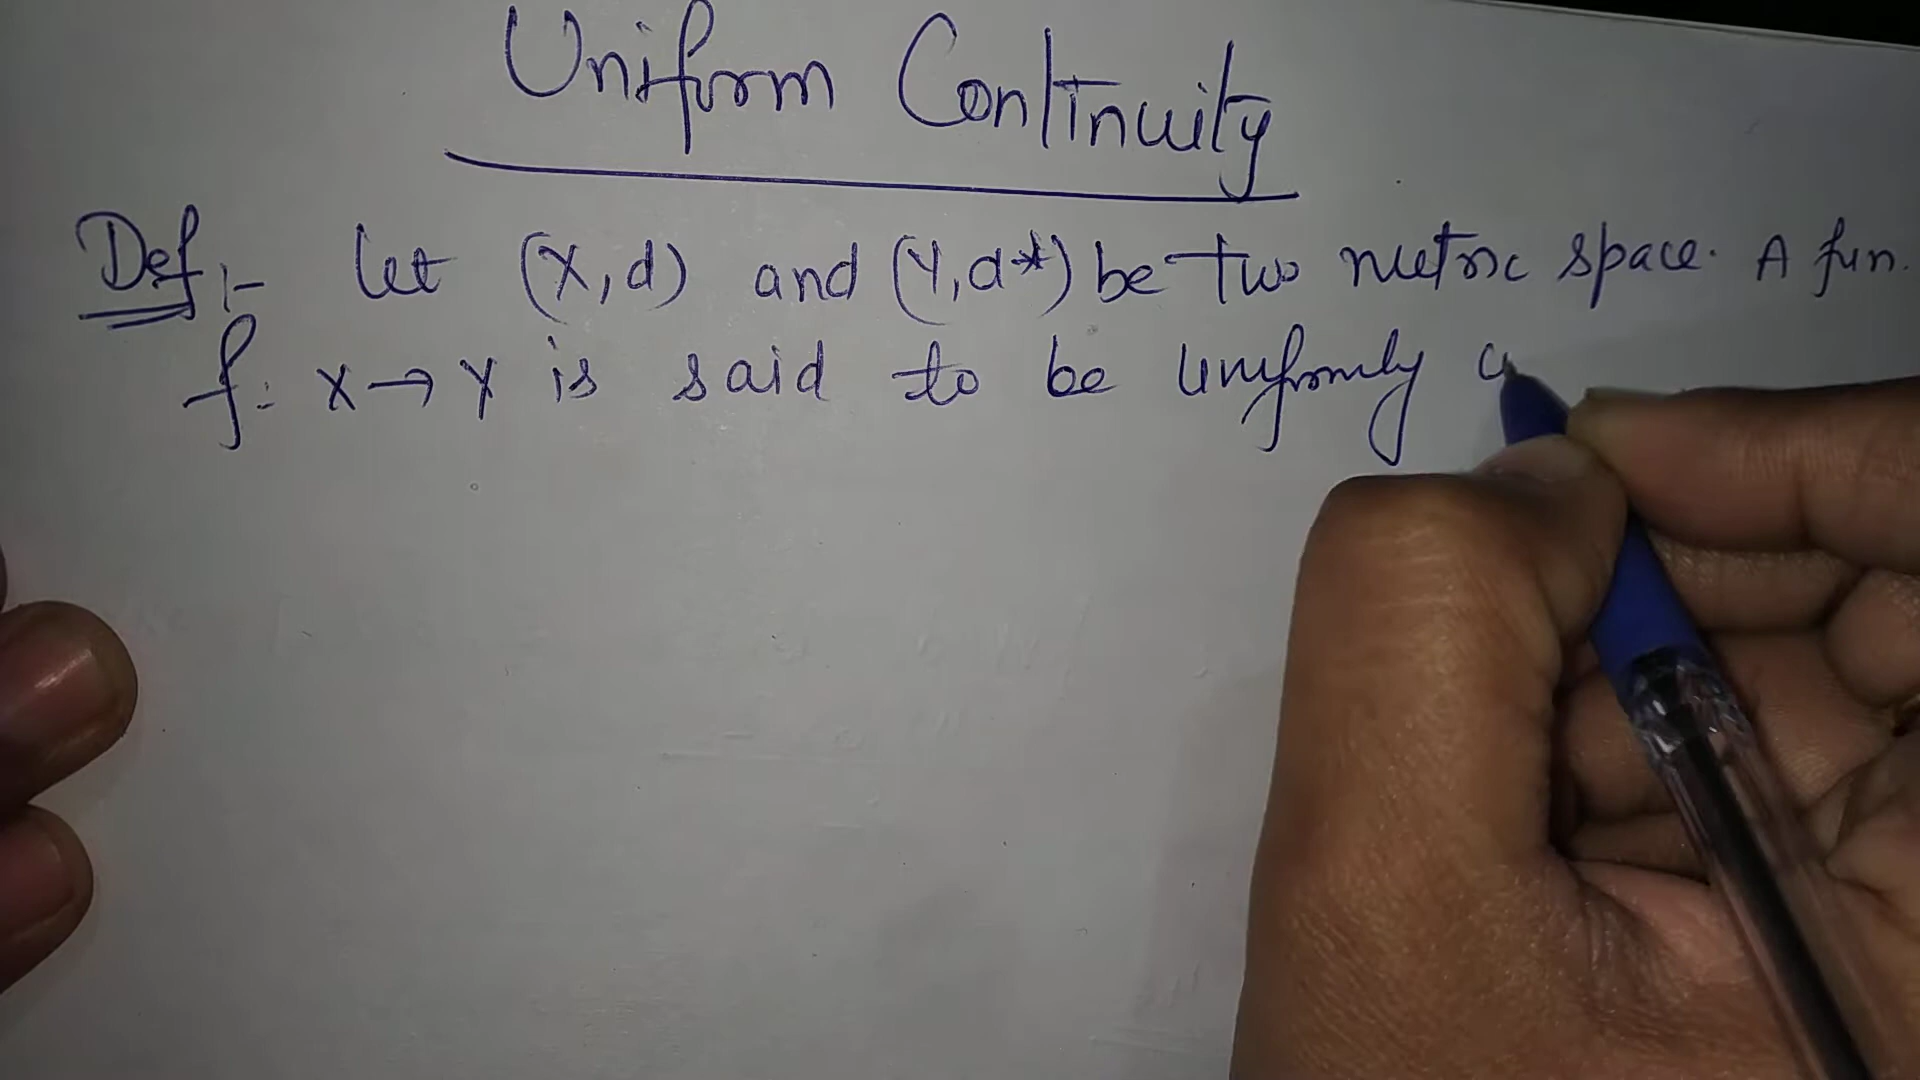 Uniform Continuity
Def:- let (X,d) and (Y,d*) be two metric space. A fun.
f: X→Y is said to be Uniformly